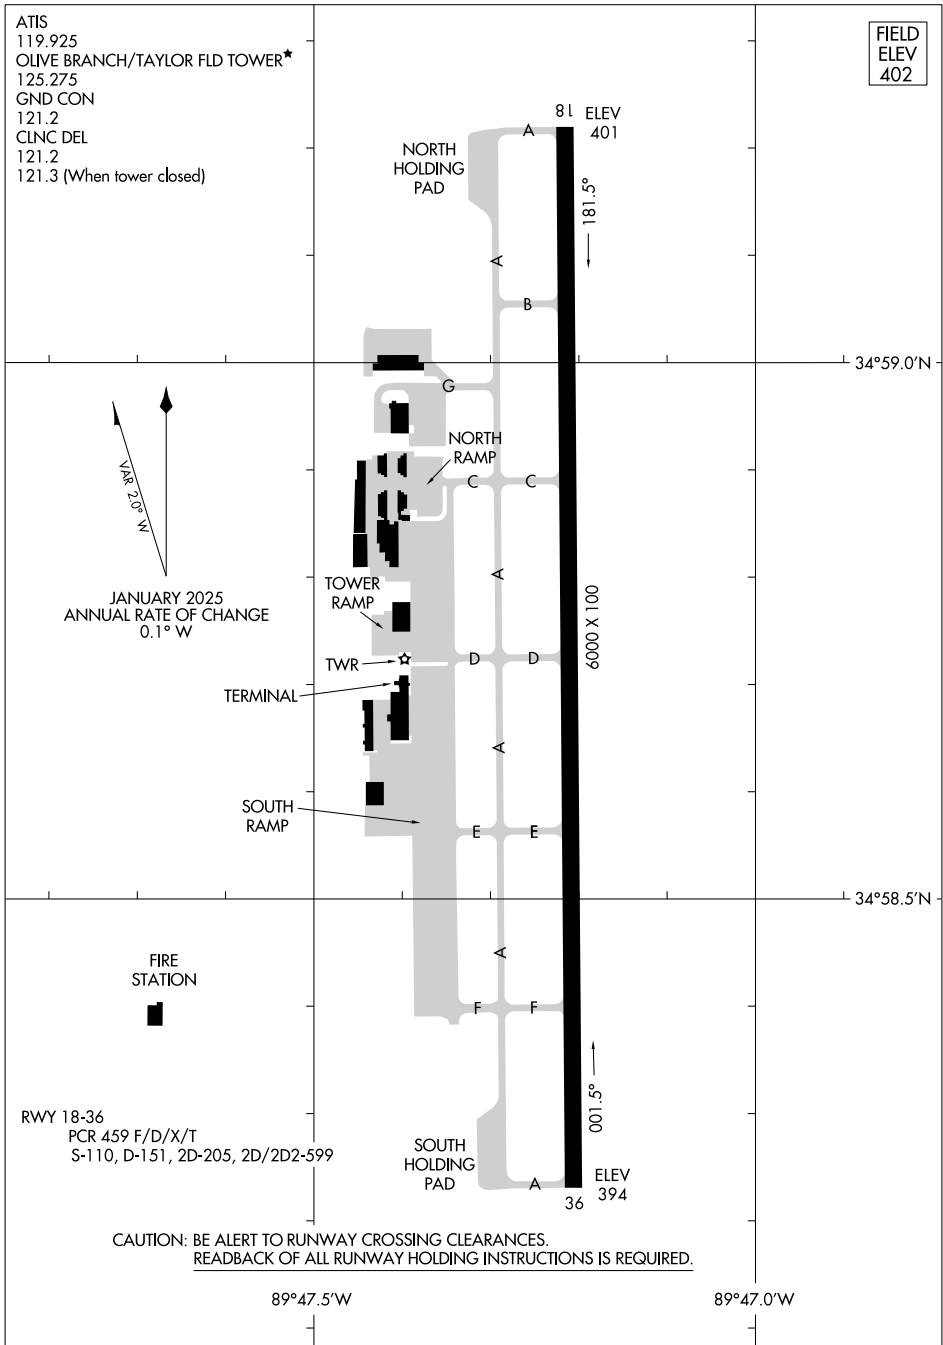 ATIS
119.925
OLIVE BRANCH/TAYLOR FLD TOWER★
125.275
GND CON
121.2
CLNC DEL
121.2
121.3 (When tower closed)
FIELD
ELEV
402
18
ELEV
401
A
NORTH
HOLDING
PAD
181.5°
A
B
34°59.0'N
G
NORTH
RAMP
C
C
VAR 2.0° W
A
JANUARY 2025
ANNUAL RATE OF CHANGE
0.1° W
TOWER
RAMP
6000 X 100
TWR
D
D
TERMINAL
A
SOUTH
RAMP
E
E
34°58.5'N
A
FIRE
STATION
F
F
001.5°
RWY 18-36
PCR 459 F/D/X/T
S-110, D-151, 2D-205, 2D/2D2-599
SOUTH
HOLDING
PAD
A
ELEV
394
36
CAUTION: BE ALERT TO RUNWAY CROSSING CLEARANCES.
READBACK OF ALL RUNWAY HOLDING INSTRUCTIONS IS REQUIRED.
89°47.5'W
89°47.0'W